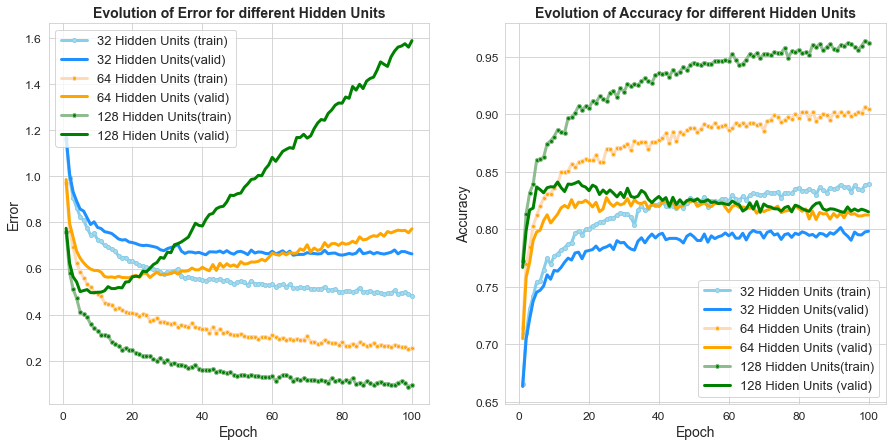 Evolution of Error for different Hidden Units
1.6
1.4
1.2
1.0
0.8
0.6
0.4
0.2
Error
32 Hidden Units (train)
32 Hidden Units(valid)
64 Hidden Units (train)
64 Hidden Units (valid)
128 Hidden Units(train)
128 Hiden Units (valid)
0
20
40
60
80
100
Epoch
Evolution of Accuracy for different Hidden Units
0.95
0.90
0.85
0.80
0.75
0.70
0.65
Accuracy
32 Hidden Units (train)
32 Hidden Units(valid)
64 Hidden Units (train)
64 Hidden Units (valid)
128 Hidden Units(train)
128 Hiden Units (valid)
0
20
40
60
80
100
Epoch